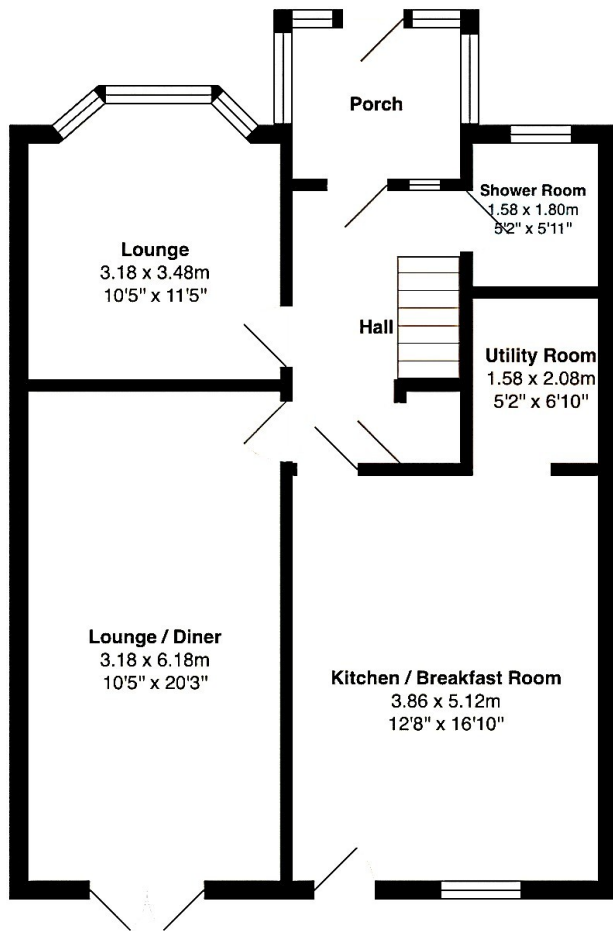 Porch
Shower Room
1.58 x 1.80m
5'2" x 5'11"
Lounge
3.18 x 3.48m
10'5" x 11'5"
Hall
Utility Room
1.58 x 2.08m
5'2" x 6'10"
Lounge / Diner
3.18 x 6.18m
10'5" x 20'3"
Kitchen / Breakfast Room
3.86 x 5.12m
12'8" x 16'10"